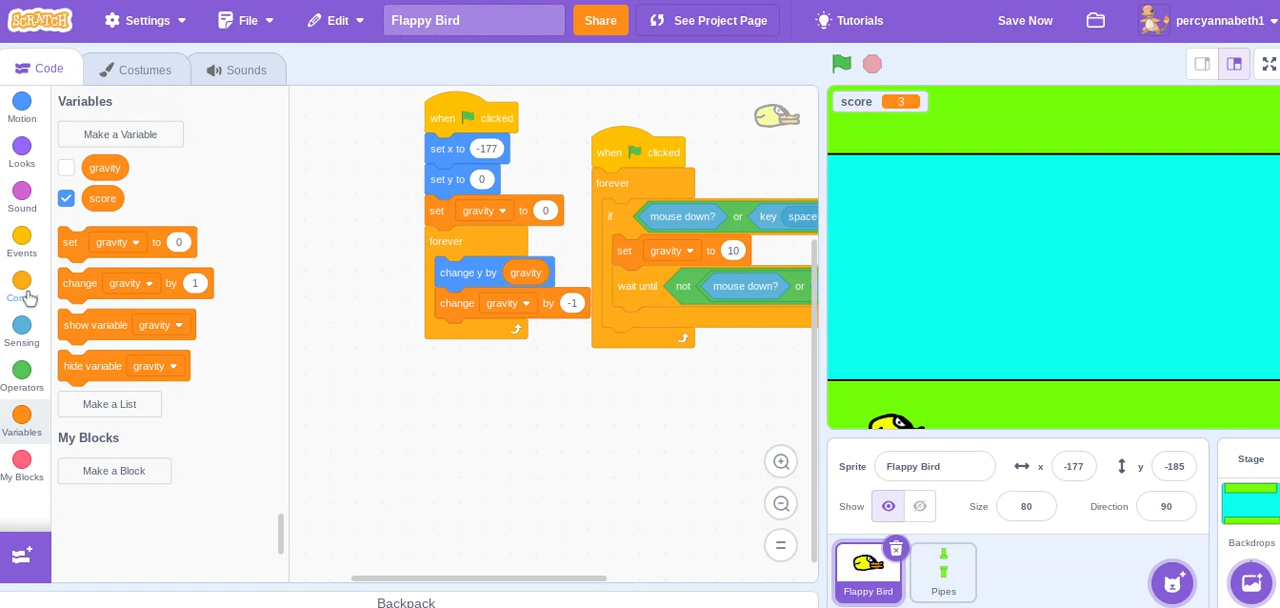 SCRATCH Settings File Edit Flappy Bird Share See Project Page Tutorials Save Now percyannabeth1
Code Costumes Sounds
Motion
Looks
Sound
Events
Sensing
Operators
Variables
My Blocks
Variables
Make a Variable
gravity
score
set gravity to 0
change gravity by 1
show variable gravity
hide variable gravity
Make a List
My Blocks
Make a Block
when clicked
set x to -177
set y to 0
set gravity to 0
forever
change y by gravity
change gravity by -1
when clicked
forever
if mouse down? or key space
set gravity to 10
wait until not mouse down? or
score 3
Sprite Flappy Bird x -177 y -185
Show Size 80 Direction 90
Flappy Bird
Pipes
Stage
Backdrops
Backpack